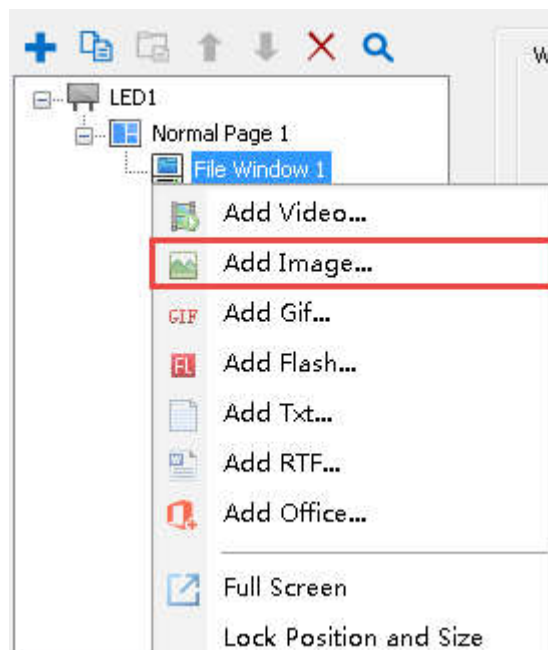 W
LED1
Normal Page 1
File Window 1
Add Video...
Add Image...
GIF Add Gif...
FL Add Flash...
Add Txt...
W Add RTF...
Add Office...
Full Screen
Lock Position and Size